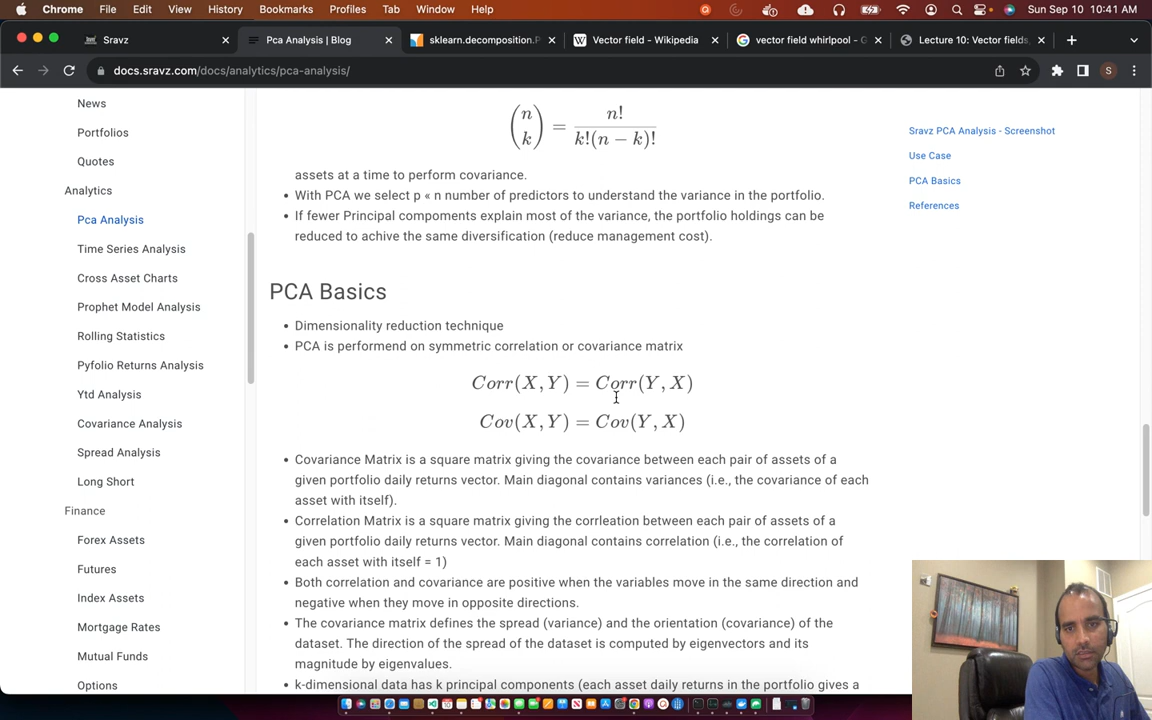 Chrome File Edit View History Bookmarks Profiles Tab Window Help Sun Sep 10 10:41 AM
Sravz Pca Analysis | Blog sklearn.decomposition.P Vector field - Wikipedia vector field whirlpool - G Lecture 10: Vector fields,
docs.sravz.com/docs/analytics/pca-analysis/ S
News
Portfolios
Quotes
Analytics
Pca Analysis
Time Series Analysis
Cross Asset Charts
Prophet Model Analysis
Rolling Statistics
Pyfolio Returns Analysis
Ytd Analysis
Covariance Analysis
Spread Analysis
Long Short
Finance
Forex Assets
Futures
Index Assets
Mortgage Rates
Mutual Funds
Options
(n k) = n! / k!(n − k)!
assets at a time to perform covariance.
With PCA we select p « n number of predictors to understand the variance in the portfolio.
If fewer Principal compoments explain most of the variance, the portfolio holdings can be
reduced to achive the same diversification (reduce management cost).
PCA Basics
Dimensionality reduction technique
PCA is performend on symmetric correlation or covariance matrix
Corr(X, Y) = Corr(Y, X)
Cov(X, Y) = Cov(Y, X)
Covariance Matrix is a square matrix giving the covariance between each pair of assets of a
given portfolio daily returns vector. Main diagonal contains variances (i.e., the covariance of each
asset with itself).
Correlation Matrix is a square matrix giving the corrleation between each pair of assets of a
given portfolio daily returns vector. Main diagonal contains correlation (i.e., the correlation of
each asset with itself = 1)
Both correlation and covariance are positive when the variables move in the same direction and
negative when they move in opposite directions.
The covariance matrix defines the spread (variance) and the orientation (covariance) of the
dataset. The direction of the spread of the dataset is computed by eigenvectors and its
magnitude by eigenvalues.
k-dimensional data has k principal components (each asset daily returns in the portfolio gives a
Sravz PCA Analysis - Screenshot
Use Case
PCA Basics
References